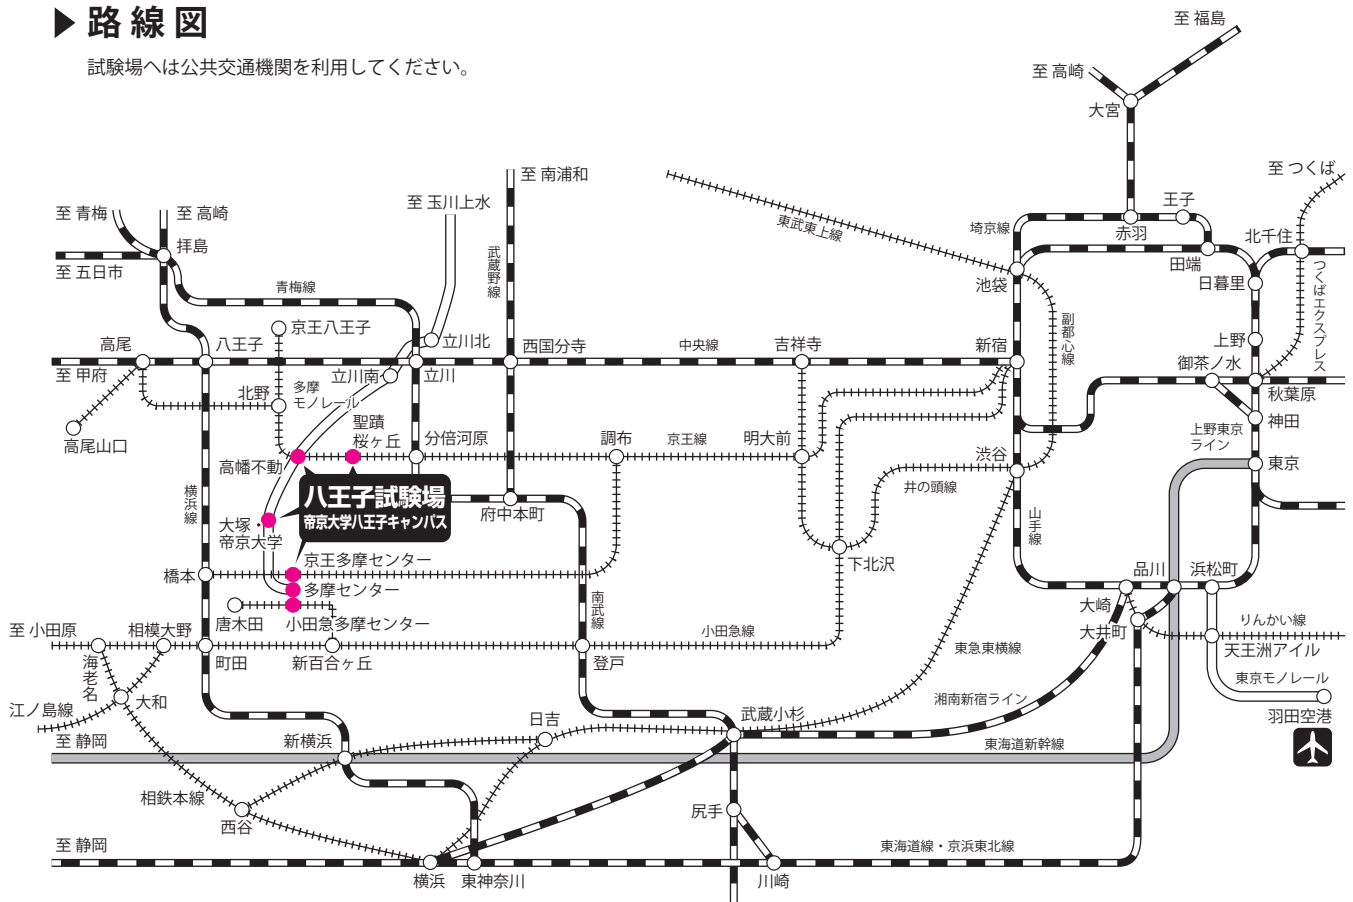 路線図
試験場へは公共交通機関を利用してください。
至 福島
至 高崎
大宮
至 つくば
至 南浦和
至 玉川上水
至 青梅
至 高崎
拝島
至 五日市
東武東上線
埼京線
王子
赤羽
田端
北千住
日暮里
池袋
武蔵野線
青梅線
つくばエクスプレス
副都心線
京王八王子
高尾
八王子
立川北
西国分寺
中央線
吉祥寺
新宿
上野
御茶ノ水
至 甲府
立川南
立川
北野
多摩
モノレール
秋葉原
神田
高尾山口
聖蹟
桜ヶ丘
分倍河原
調布
京王線
明大前
上野東京
ライン
高幡不動
渋谷
東京
井の頭線
横浜線
八王子試験場
帝京大学八王子キャンパス
府中本町
大塚・
帝京大学
山手線
京王多摩センター
下北沢
橋本
多摩センター
品川
浜松町
南武線
大崎
唐木田
小田急多摩センター
りんかい線
至 小田原
相模大野
小田急線
大井町
海老名
町田
新百合ヶ丘
登戸
東急東横線
天王洲アイル
東京モノレール
大和
江ノ島線
湘南新宿ライン
日吉
武蔵小杉
羽田空港
至 静岡
新横浜
東海道新幹線
相鉄本線
西谷
尻手
至 静岡
東海道線・京浜東北線
横浜
東神奈川
川崎